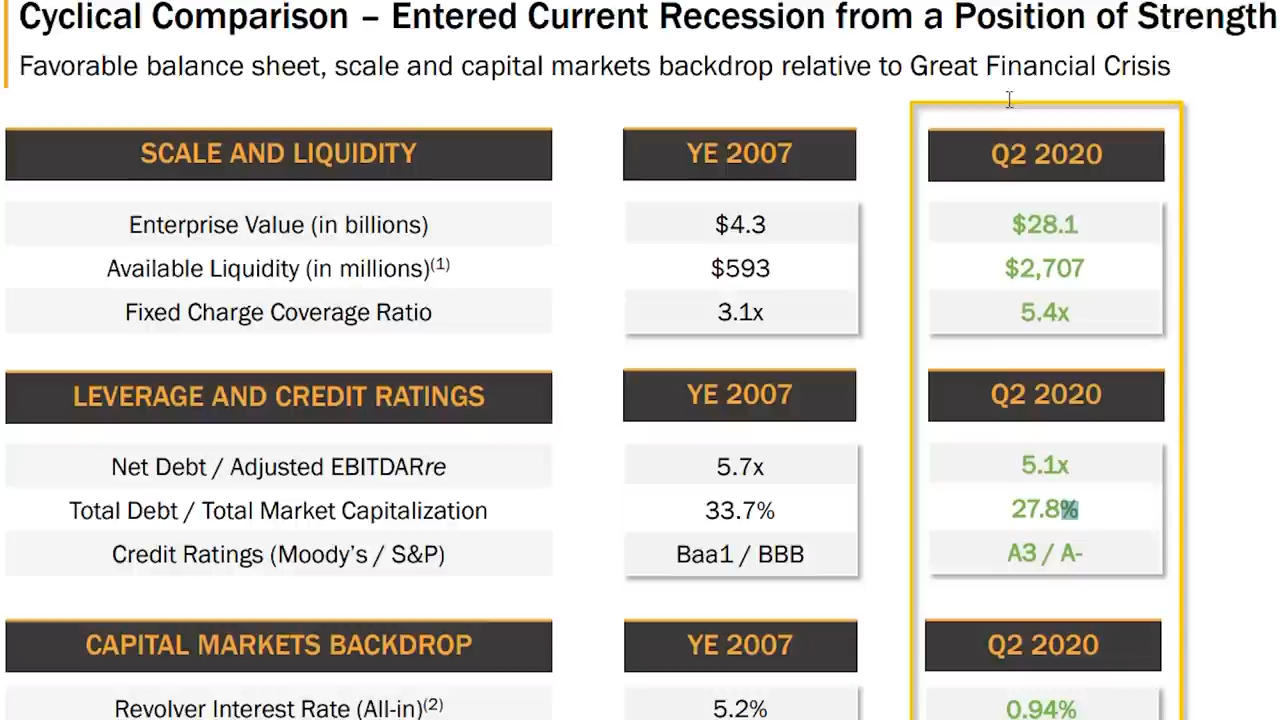 Cyclical Comparison – Entered Current Recession from a Position of Strength
Favorable balance sheet, scale and capital markets backdrop relative to Great Financial Crisis
SCALE AND LIQUIDITY YE 2007 Q2 2020
Enterprise Value (in billions) $4.3 $28.1
Available Liquidity (in millions)(1) $593 $2,707
Fixed Charge Coverage Ratio 3.1x 5.4x
LEVERAGE AND CREDIT RATINGS YE 2007 Q2 2020
Net Debt / Adjusted EBITDARre 5.7x 5.1x
Total Debt / Total Market Capitalization 33.7% 27.8%
Credit Ratings (Moody's / S&P) Baa1 / BBB A3 / A-
CAPITAL MARKETS BACKDROP YE 2007 Q2 2020
Revolver Interest Rate (All-in)(2) 5.2% 0.94%